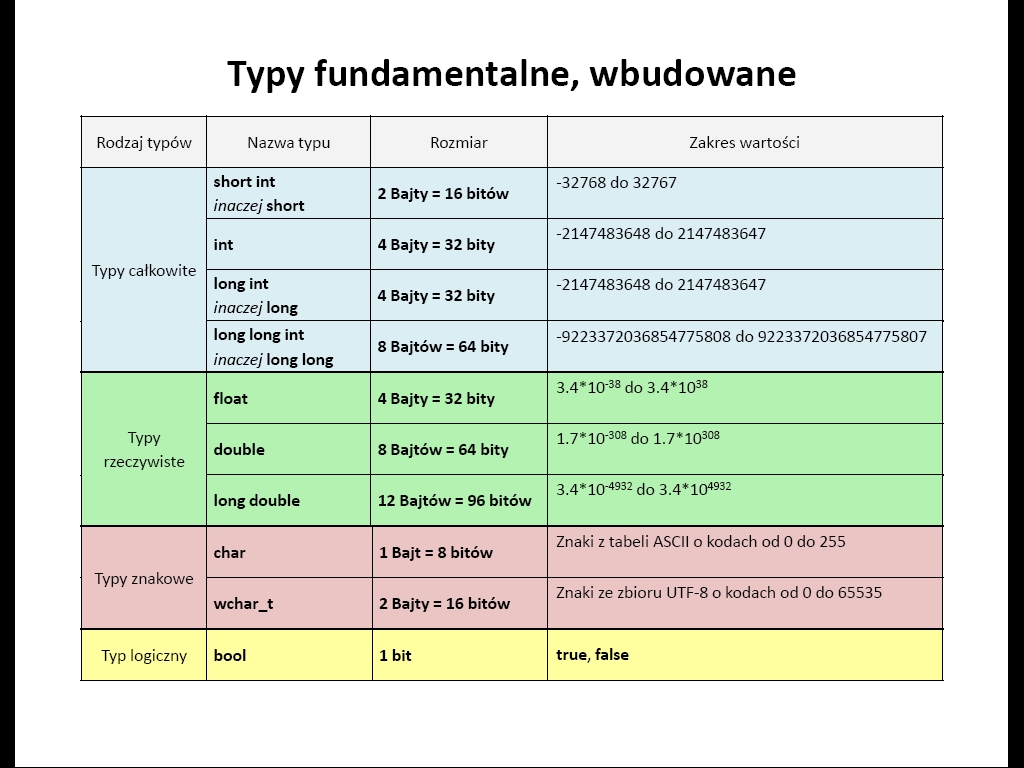 Typy fundamentalne, wbudowane
Rodzaj typów Nazwa typu Rozmiar Zakres wartości
Typy całkowite
short int
inaczej short
2 Bajty = 16 bitów
-32768 do 32767
int
4 Bajty = 32 bity
-2147483648 do 2147483647
long int
inaczej long
4 Bajty = 32 bity
-2147483648 do 2147483647
long long int
inaczej long long
8 Bajtów = 64 bity
-9223372036854775808 do 9223372036854775807
Typy
rzeczywiste
float
4 Bajty = 32 bity
3.4*10⁻³⁸ do 3.4*10³⁸
double
8 Bajtów = 64 bity
1.7*10⁻³⁰⁸ do 1.7*10³⁰⁸
long double
12 Bajtów = 96 bitów
3.4*10⁻⁴⁹³² do 3.4*10⁴⁹³²
Typy znakowe
char
1 Bajt = 8 bitów
Znaki z tabeli ASCII o kodach od 0 do 255
wchar_t
2 Bajty = 16 bitów
Znaki ze zbioru UTF-8 o kodach od 0 do 65535
Typ logiczny
bool
1 bit
true, false